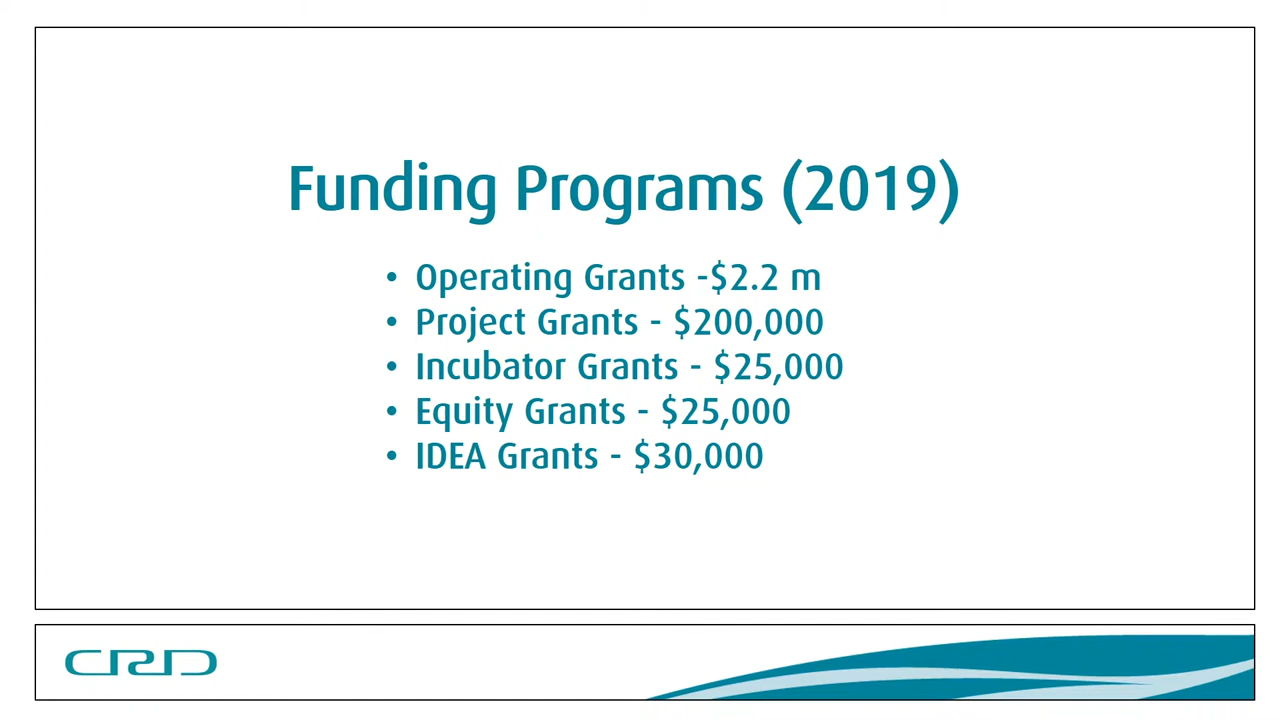 Funding Programs (2019)
• Operating Grants -$2.2 m
• Project Grants - $200,000
• Incubator Grants - $25,000
• Equity Grants - $25,000
• IDEA Grants - $30,000
CRD